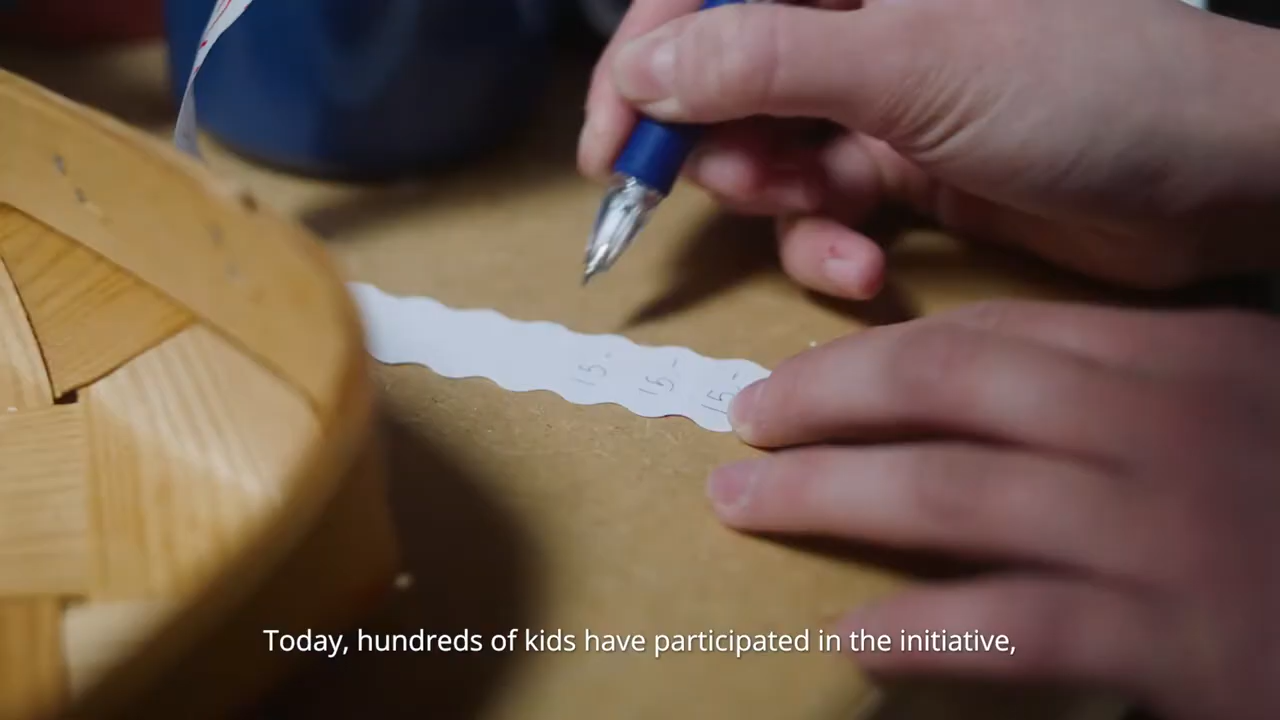 15.-
15.-
15.-
Today, hundreds of kids have participated in the initiative,